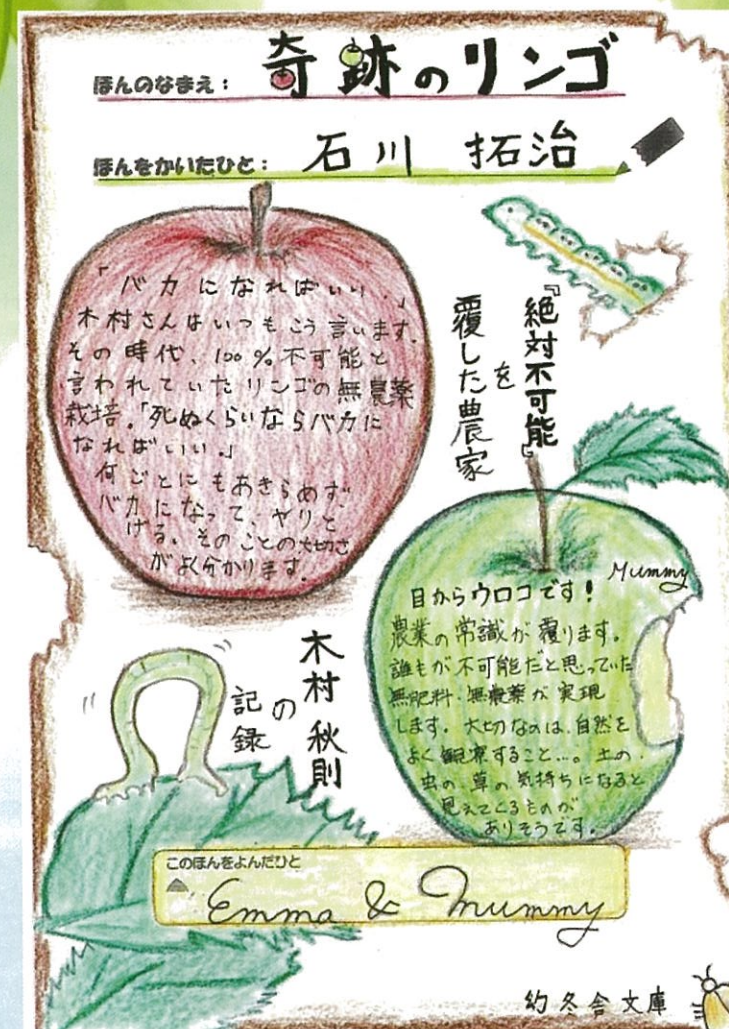 ほんのなまえ: 奇跡のリンゴ
ほんをかいたひと: 石川 拓治
「バカになればいい.」
木村さんはいつもこう言います.
その時代、100%不可能と
言われていたリンゴの無農薬
栽培.「死ぬくらいならバカに
なればいい.」
何ごとにもあきらめず.
バカになって、ヤリと
げる. そのことの大切さ
がよく分かります.
『絶対不可能』
を
覆した農家
Mummy
目からウロコです!
農業の常識が覆ります.
誰もが不可能だと思っていた
無肥料・無農薬が実現
します. 大切なのは、自然を
よく観察すること…。土の.
虫の. 草の気持ちになると
見えてくるものが
ありそうです.
木村 秋則
の
記録
このほんをよんだひと
Emma & Mummy
幻冬舎文庫